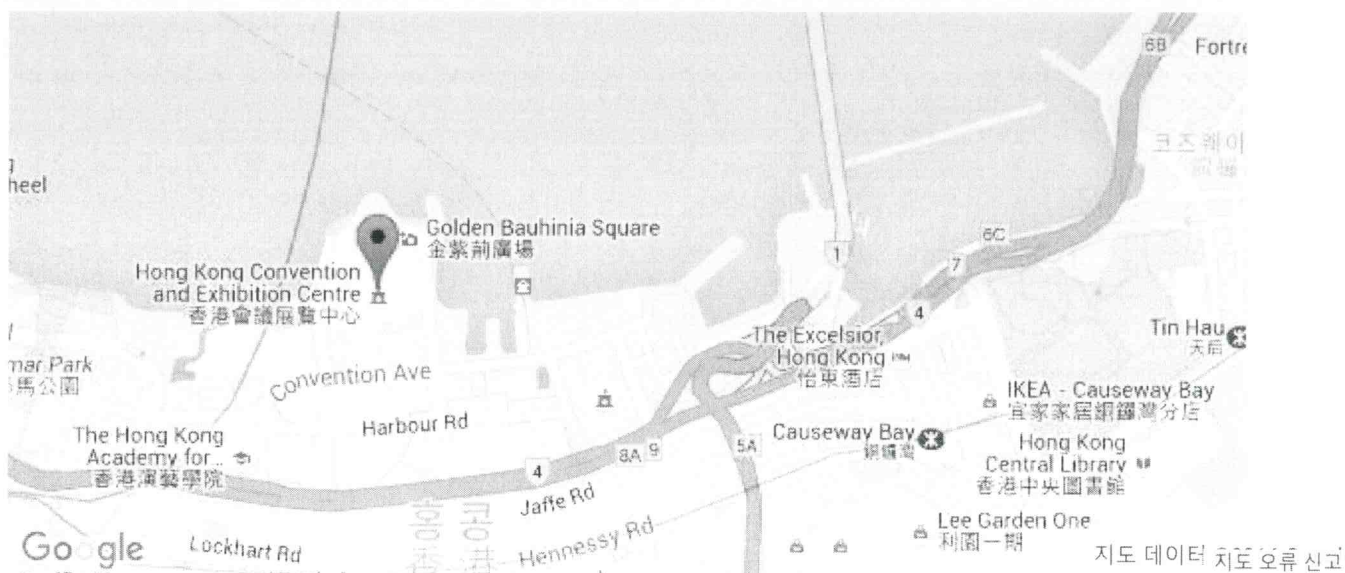 6B
Fortre
heel
코즈웨이
Golden Bauhinia Square
金紫荊廣場
6C
1
7
Hong Kong Convention
and Exhibition Centre
香港會議展覽中心
4
The Excelsior,
Hong Kong
怡東酒店
Tin Hau
天后
mar Park
馬公園
Convention Ave
IKEA - Causeway Bay
宜家家居銅鑼灣分店
Harbour Rd
The Hong Kong
Academy for...
香港演藝學院
Causeway Bay
銅鑼灣
Hong Kong
Central Library
香港中央圖書館
4
8A
9
5A
Jaffe Rd
홍콩
Hennessy Rd
Lee Garden One
利園一期
Google
Lockhart Rd
지도 데이터
지도 오류 신고